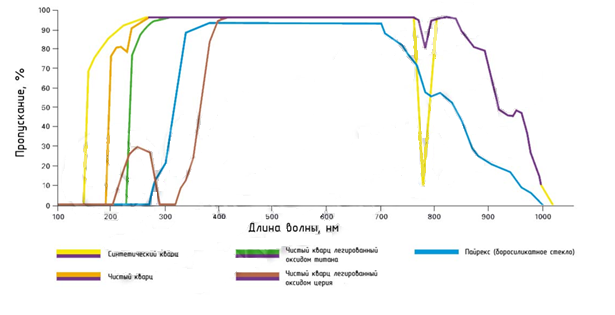 Пропускание, %
100
90
80
70
60
50
40
30
20
10
0
100
200
300
400
500
600
700
800
900
1000
Длина волны, нм
Синтетический кварц
Чистый кварц
Чистый кварц легированный
оксидом титана
Чистый кварц легированный
оксидом церия
Пайрекс (боросиликатное стекло)